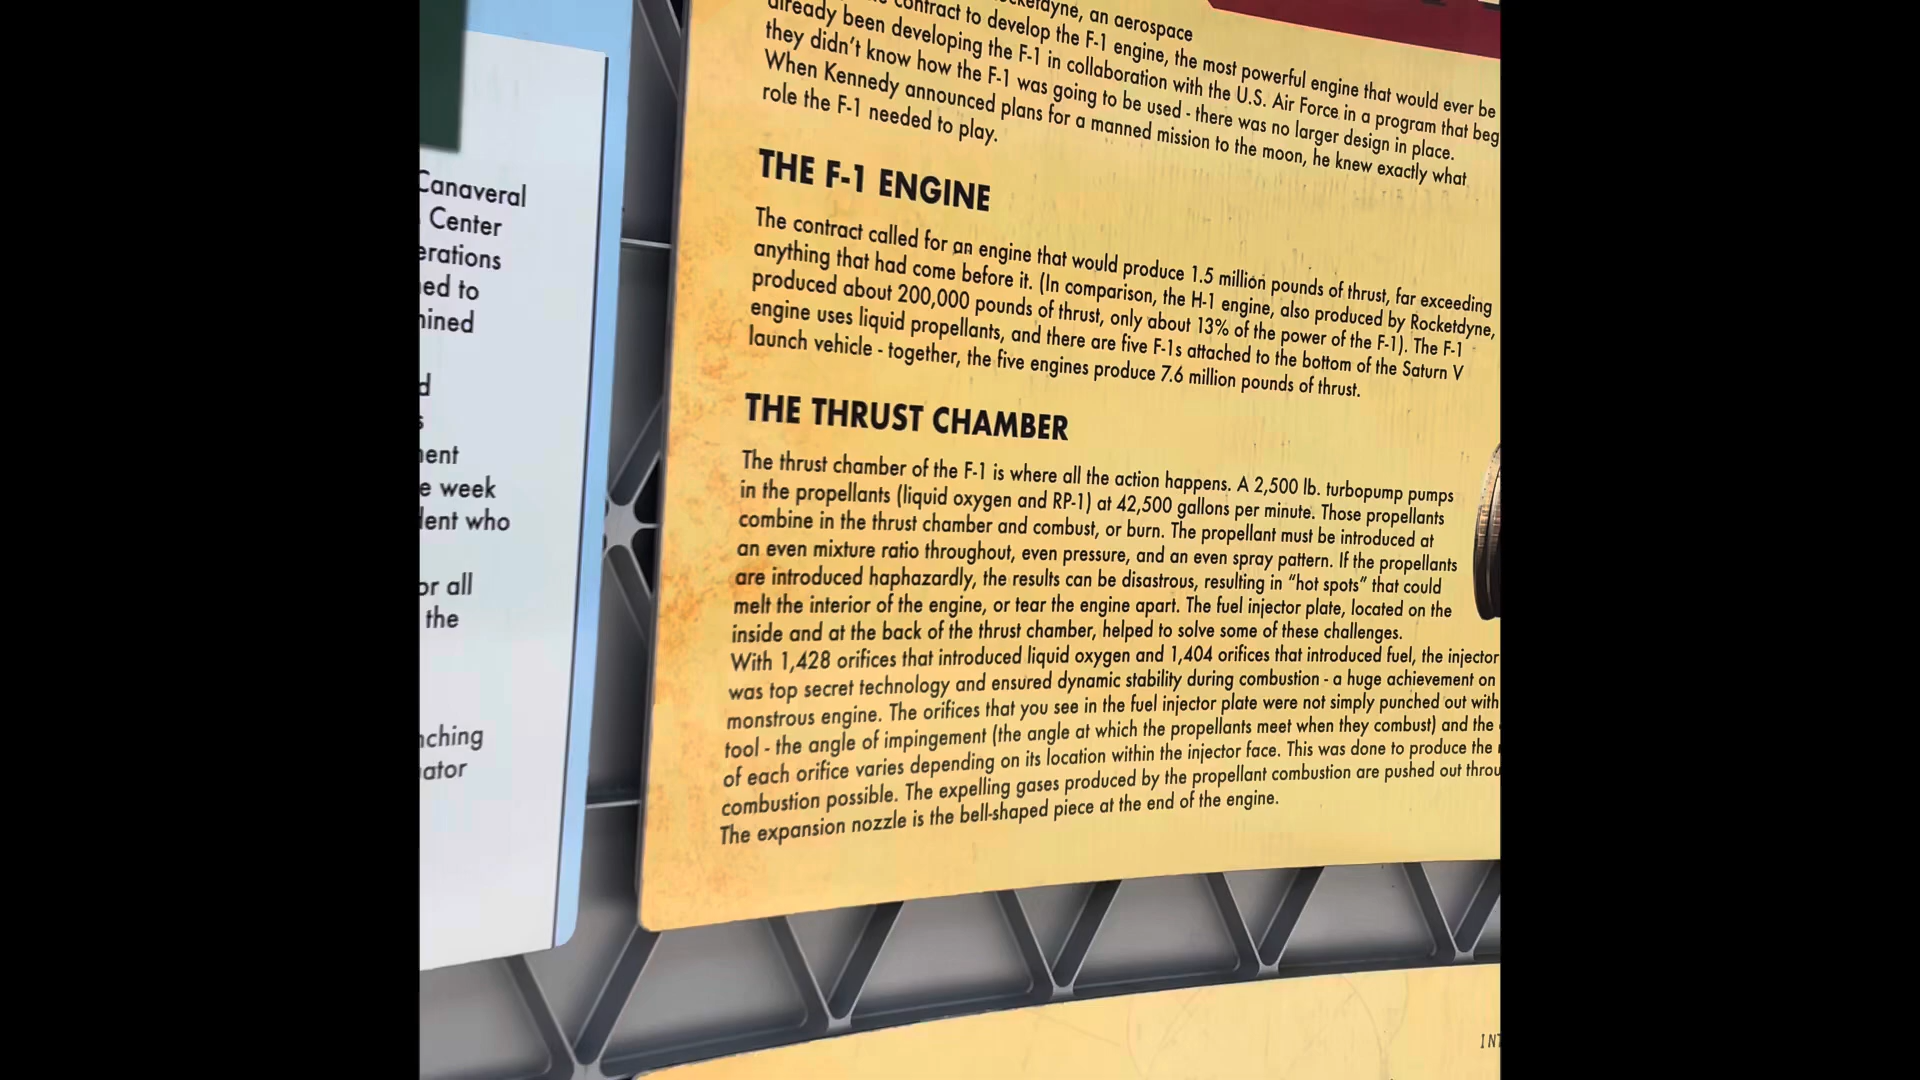 Canaveral
Center
erations
ed to
ined
d
ent
e week
dent who
or all
the
ching
ator
ckerdyne, an aerospace
contract to develop the F-1 engine, the most powerful engine that would ever be
already been developing the F-1 in collaboration with the U.S. Air Force in a program that beg
they didn't know how the F-1 was going to be used - there was no larger design in place.
When Kennedy announced plans for a manned mission to the moon, he knew exactly what
role the F-1 needed to play.
THE F-1 ENGINE
The contract called for an engine that would produce 1.5 million pounds of thrust, far exceeding
anything that had come before it. (In comparison, the H-1 engine, also produced by Rocketdyne,
produced about 200,000 pounds of thrust, only about 13% of the power of the F-1). The F-1
engine uses liquid propellants, and there are five F-1s attached to the bottom of the Saturn V
launch vehicle - together, the five engines produce 7.6 million pounds of thrust.
THE THRUST CHAMBER
The thrust chamber of the F-1 is where all the action happens. A 2,500 lb. turbopump pumps
in the propellants (liquid oxygen and RP-1) at 42,500 gallons per minute. Those propellants
combine in the thrust chamber and combust, or burn. The propellant must be introduced at
an even mixture ratio throughout, even pressure, and an even spray pattern. If the propellants
are introduced haphazardly, the results can be disastrous, resulting in "hot spots" that could
melt the interior of the engine, or tear the engine apart. The fuel injector plate, located on the
inside and at the back of the thrust chamber, helped to solve some of these challenges.
With 1,428 orifices that introduced liquid oxygen and 1,404 orifices that introduced fuel, the injector
was top secret technology and ensured dynamic stability during combustion - a huge achievement on
monstrous engine. The orifices that you see in the fuel injector plate were not simply punched out with
tool - the angle of impingement (the angle at which the propellants meet when they combust) and the
of each orifice varies depending on its location within the injector face. This was done to produce the
combustion possible. The expelling gases produced by the propellant combustion are pushed out throu
The expansion nozzle is the bell-shaped piece at the end of the engine.
INT